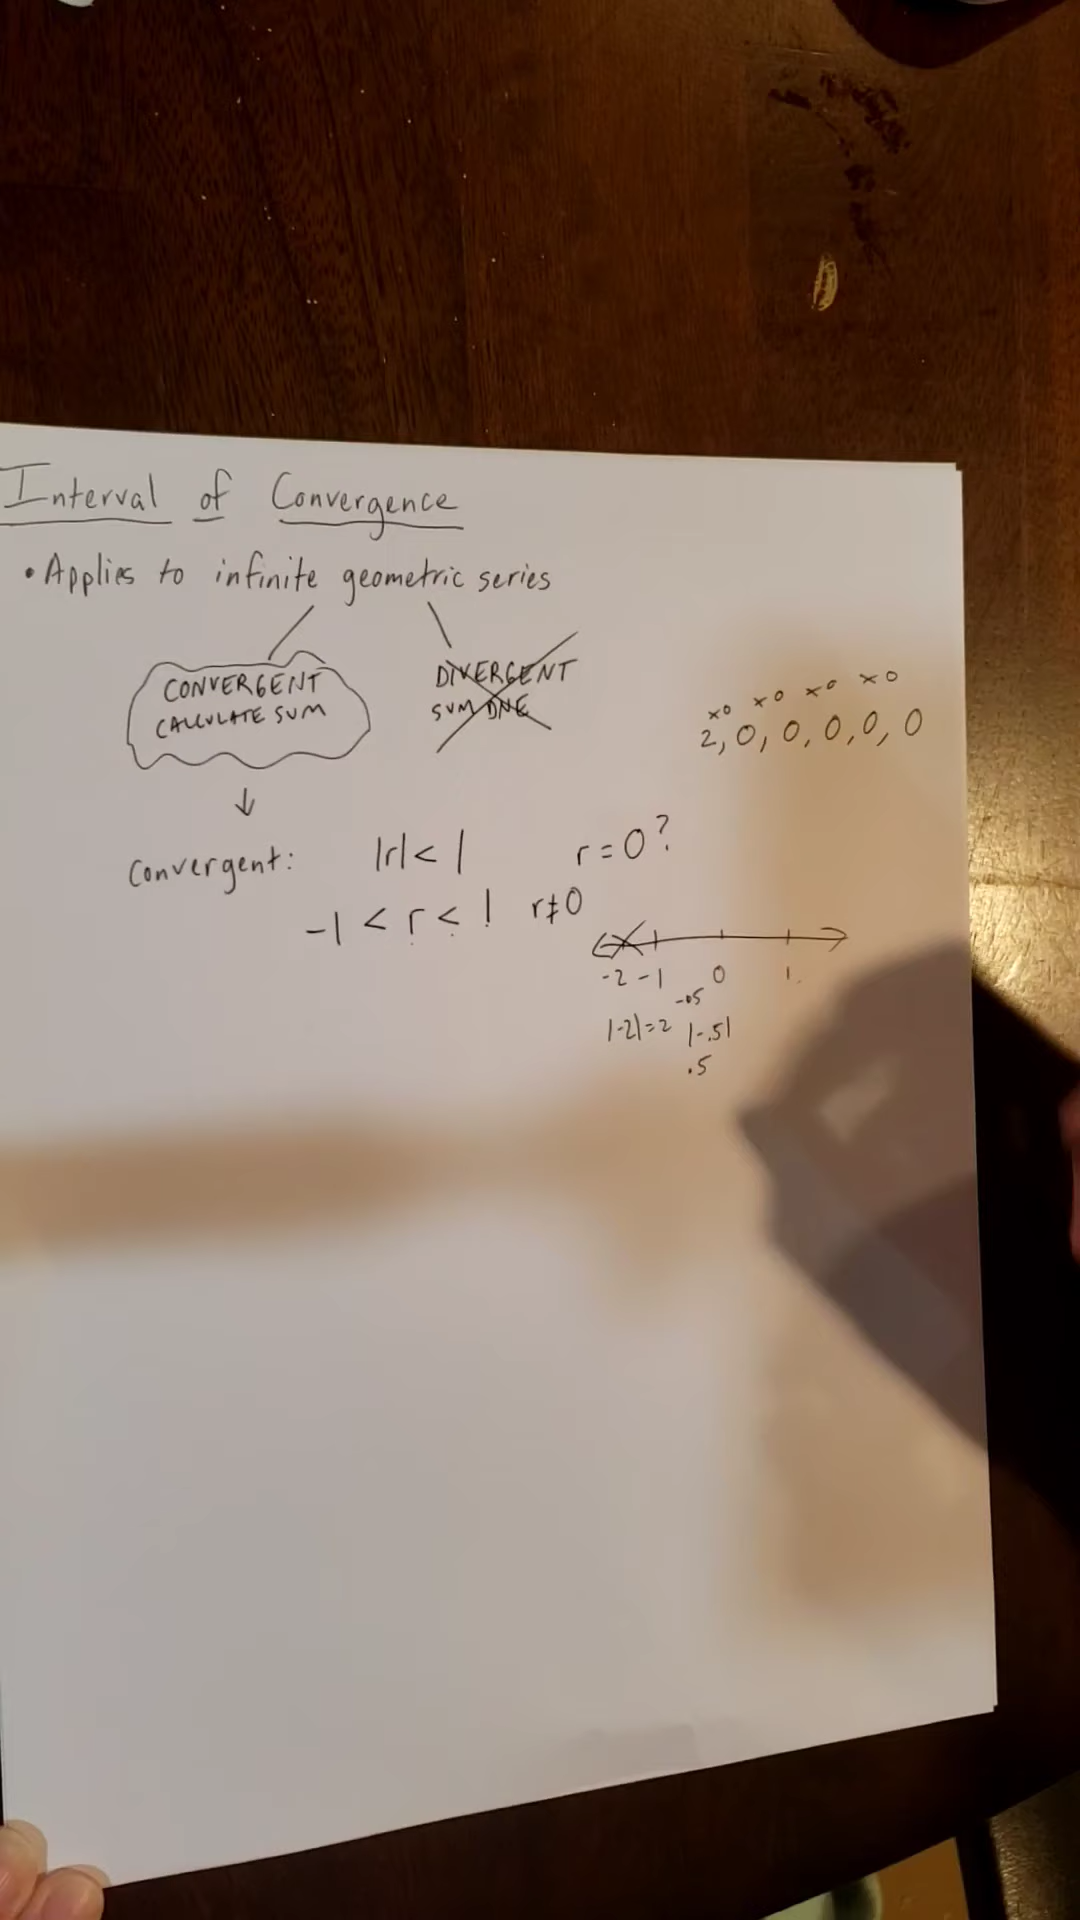 Interval of Convergence
• Applies to infinite geometric series
CONVERGENT
CALCULATE SUM
DIVERGENT
SUM DNE
x0 x0 x0 x0
2, 0, 0, 0, 0, 0
Convergent: |r| < 1
r = 0?
-1 < r < 1 r ≠ 0
-2 -1 0 1
-.5
|-2|=2 |-.5|
.5